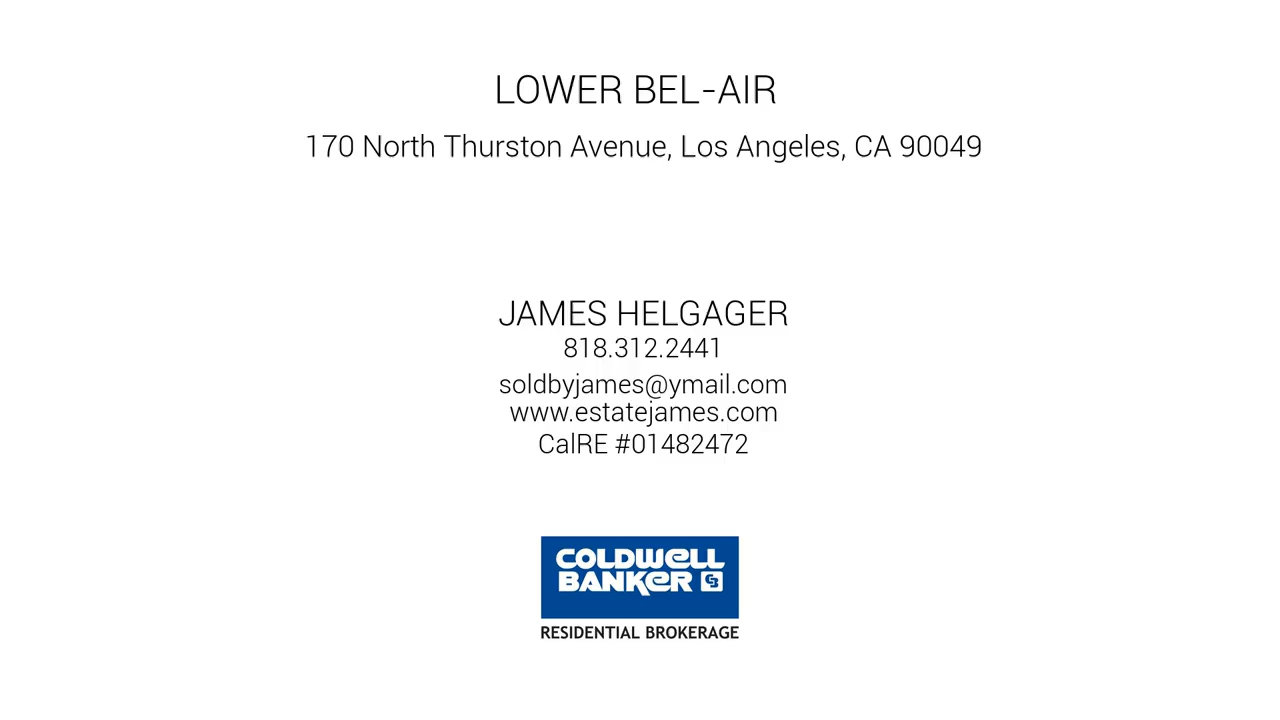 LOWER BEL-AIR
170 North Thurston Avenue, Los Angeles, CA 90049
JAMES HELGAGER
818.312.2441
soldbyjames@ymail.com
www.estatejames.com
CalRE #01482472
COLDWELL
BANKER CB
RESIDENTIAL BROKERAGE